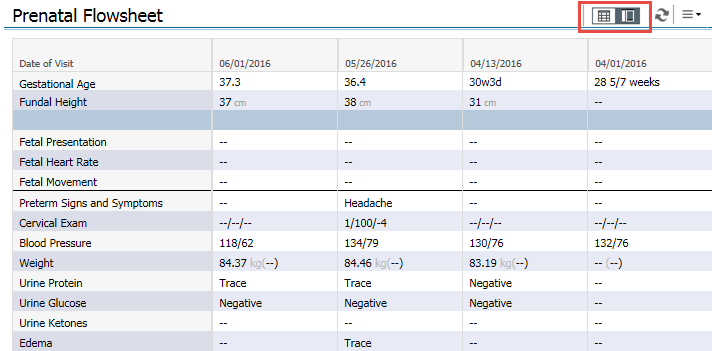 Prenatal Flowsheet
Date of Visit 06/01/2016 05/26/2016 04/13/2016 04/01/2016
Gestational Age 37.3 36.4 30w3d 28 5/7 weeks
Fundal Height 37 cm 38 cm 31 cm --
Fetal Presentation -- -- -- --
Fetal Heart Rate -- -- -- --
Fetal Movement -- -- -- --
Preterm Signs and Symptoms -- Headache -- --
Cervical Exam --/--/-- 1/100/-4 --/--/-- --/--/--
Blood Pressure 118/62 134/79 130/76 132/76
Weight 84.37 kg(--) 84.46 kg(--) 83.19 kg(--) -- (--)
Urine Protein Trace Trace Negative --
Urine Glucose Negative Negative Negative --
Urine Ketones -- -- -- --
Edema -- Trace -- --